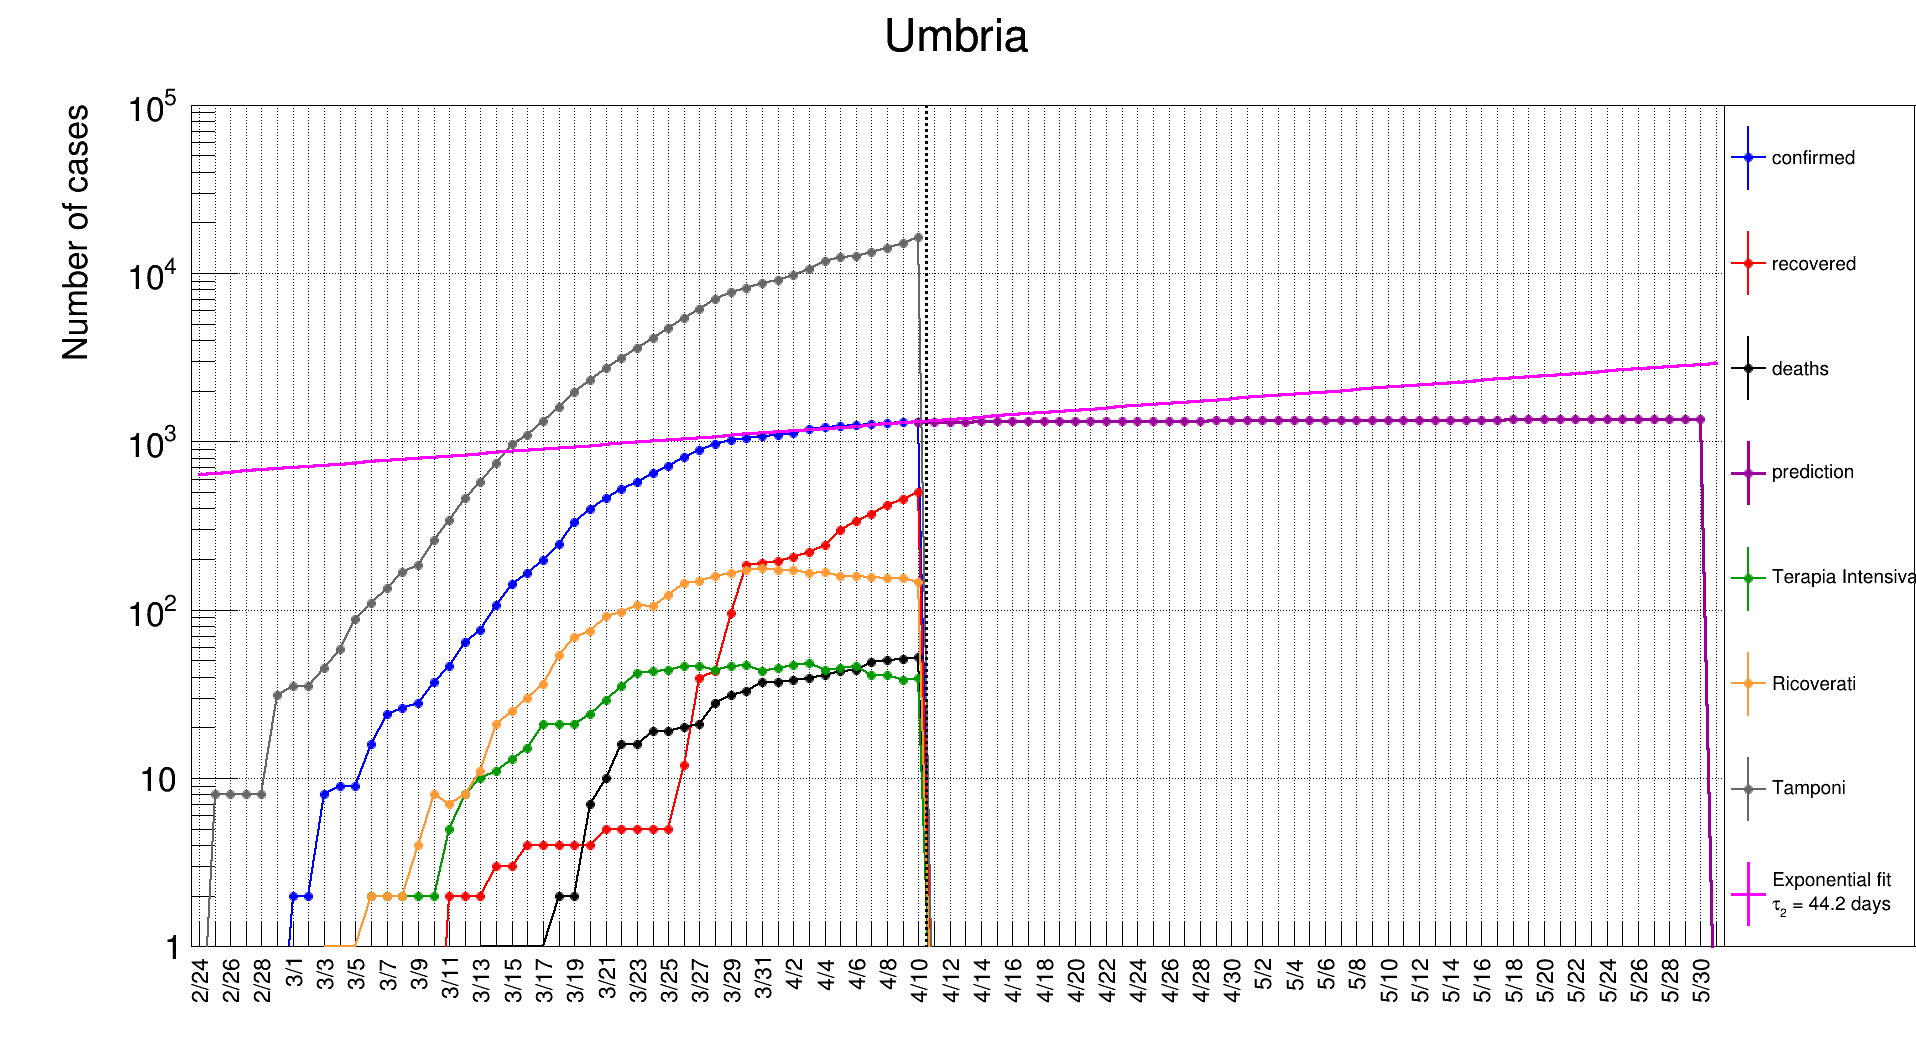 Umbria
Number of cases
10^5
10^4
10^3
10^2
10
1
2/24 2/26 2/28 3/1 3/3 3/5 3/7 3/9 3/11 3/13 3/15 3/17 3/19 3/21 3/23 3/25 3/27 3/29 3/31 4/2 4/4 4/6 4/8 4/10 4/12 4/14 4/16 4/18 4/20 4/22 4/24 4/26 4/28 4/30 5/2 5/4 5/6 5/8 5/10 5/12 5/14 5/16 5/18 5/20 5/22 5/24 5/26 5/28 5/30
confirmed
recovered
deaths
prediction
Terapia Intensiva
Ricoverati
Tamponi
Exponential fit
τ_2 = 44.2 days